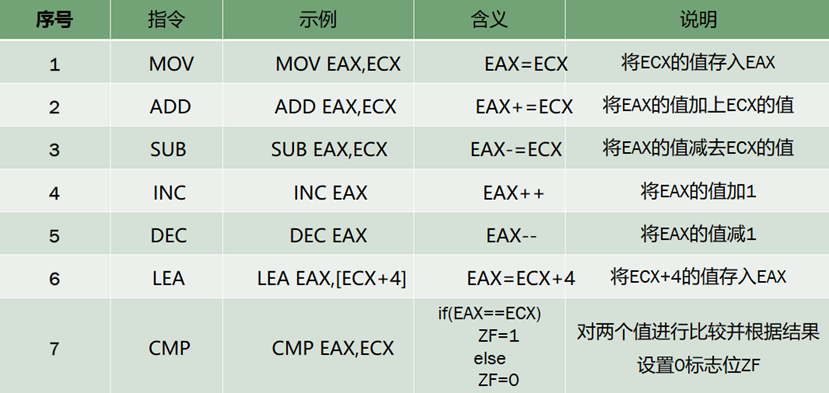 序号 指令 示例 含义 说明
1 MOV MOV EAX,ECX EAX=ECX 将ECX的值存入EAX
2 ADD ADD EAX,ECX EAX+=ECX 将EAX的值加上ECX的值
3 SUB SUB EAX,ECX EAX-=ECX 将EAX的值减去ECX的值
4 INC INC EAX EAX++ 将EAX的值加1
5 DEC DEC EAX EAX-- 将EAX的值减1
6 LEA LEA EAX,[ECX+4] EAX=ECX+4 将ECX+4的值存入EAX
7 CMP CMP EAX,ECX
if(EAX==ECX)
ZF=1
else
ZF=0
对两个值进行比较并根据结果
设置0标志位ZF